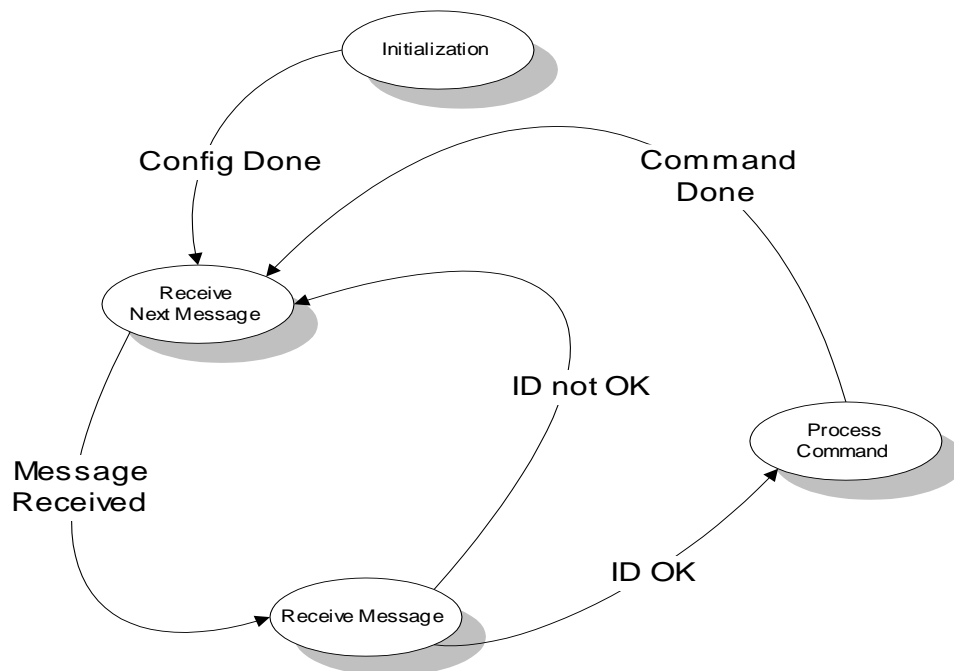 Initialization
Config Done
Command
Done
Receive
Next Message
ID not OK
Process
Command
Message
Received
ID OK
Receive Message